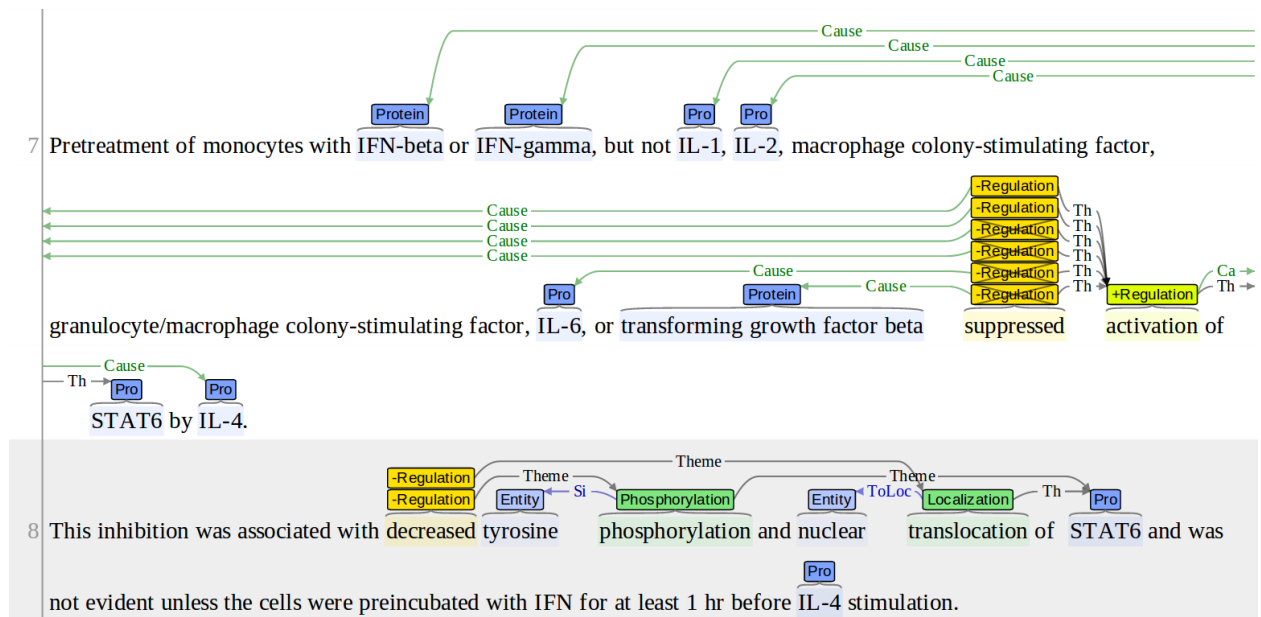 Cause
Cause
Cause
Cause
Protein Protein Pro Pro
7 Pretreatment of monocytes with IFN-beta or IFN-gamma, but not IL-1, IL-2, macrophage colony-stimulating factor,
-Regulation
Cause -Regulation Th
Cause -Regulation Th
Cause -Regulation Th
Cause -Regulation Th
Cause -Regulation Th Ca
Pro Protein Cause -Regulation Th +Regulation Th
granulocyte/macrophage colony-stimulating factor, IL-6, or transforming growth factor beta suppressed activation of
Cause
Th Pro Pro
STAT6 by IL-4.
Theme
-Regulation Theme Theme
-Regulation Entity Si Phosphorylation Entity ToLoc Localization Th Pro
8 This inhibition was associated with decreased tyrosine phosphorylation and nuclear translocation of STAT6 and was
Pro
not evident unless the cells were preincubated with IFN for at least 1 hr before IL-4 stimulation.